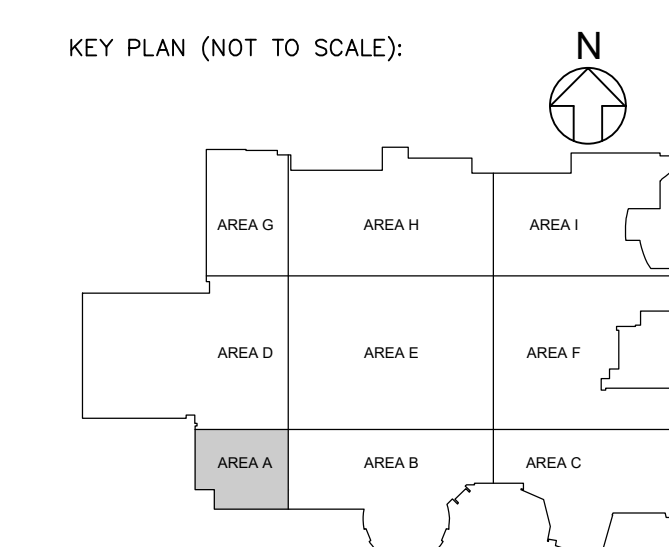 KEY PLAN (NOT TO SCALE):
N
AREA G
AREA H
AREA I
AREA D
AREA E
AREA F
AREA A
AREA B
AREA C